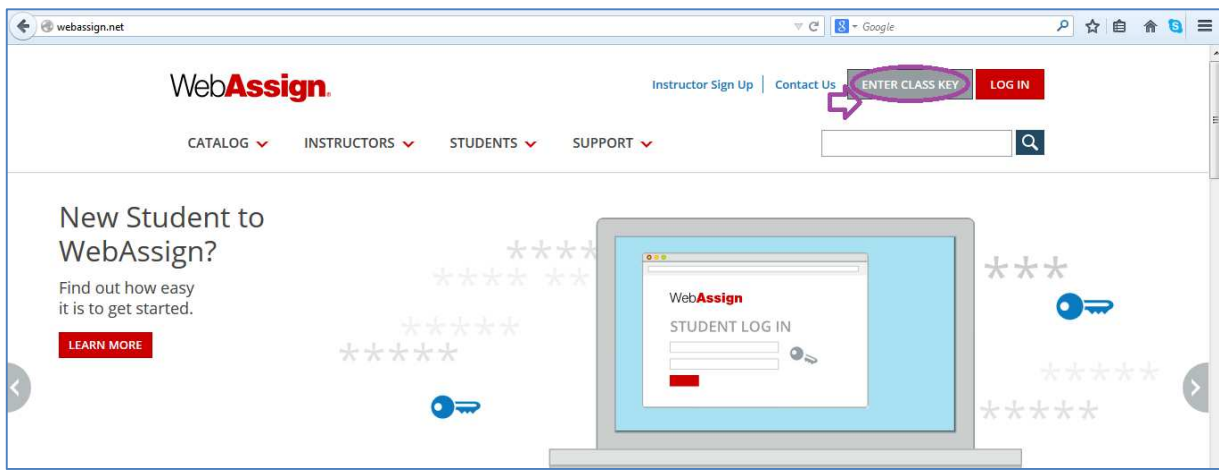 webassign.net
Google
WebAssign.
Instructor Sign Up | Contact Us
ENTER CLASS KEY
LOG IN
CATALOG
INSTRUCTORS
STUDENTS
SUPPORT
New Student to
WebAssign?
Find out how easy
it is to get started.
LEARN MORE
WebAssign
STUDENT LOG IN